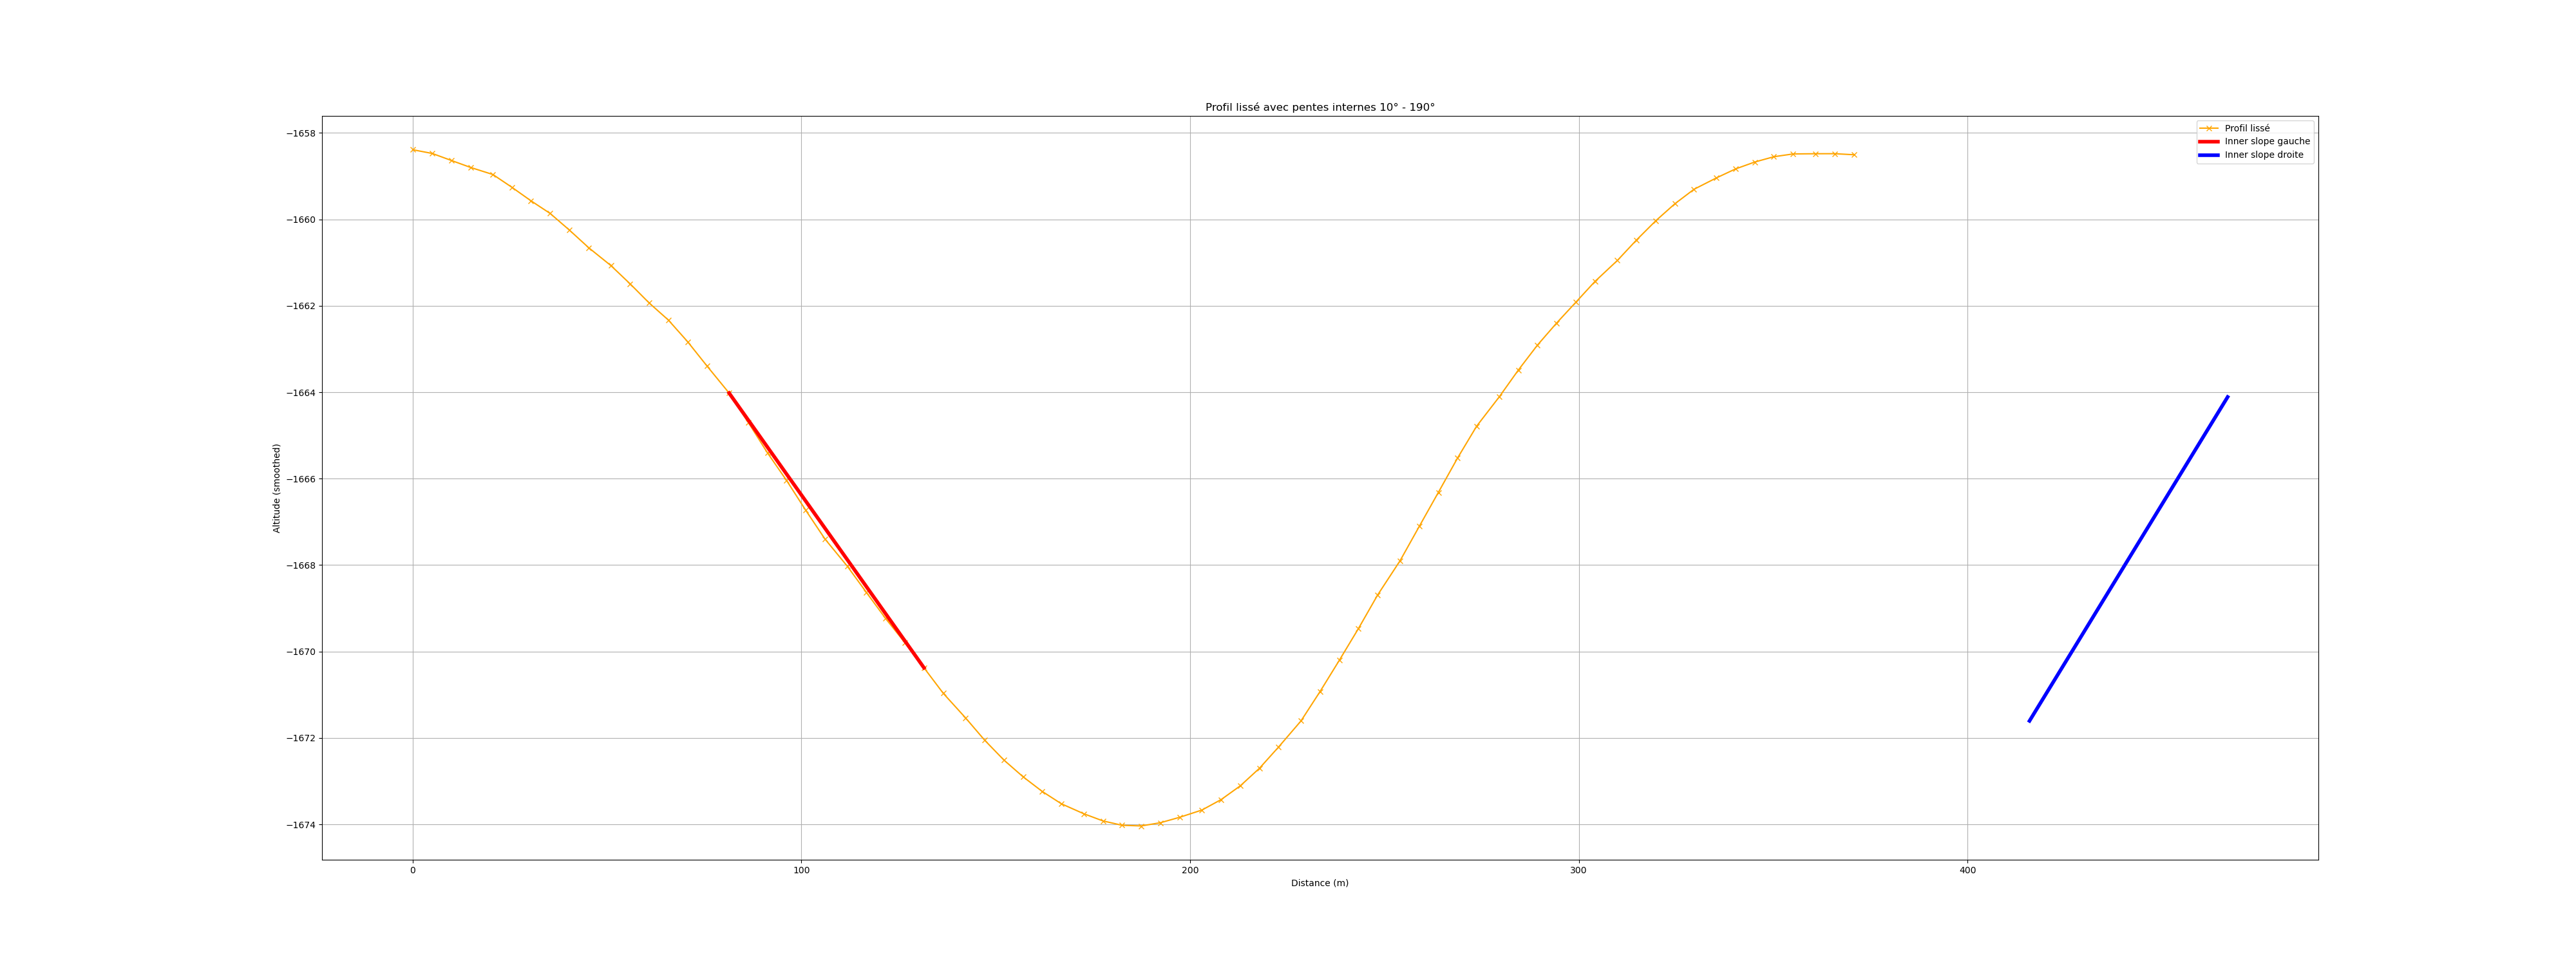 Profil lissé avec pentes internes 10° - 190°
Profil lissé
Inner slope gauche
Inner slope droite
Altitude (smoothed)
−1658
−1660
−1662
−1664
−1666
−1668
−1670
−1672
−1674
0 100 200 300 400
Distance (m)